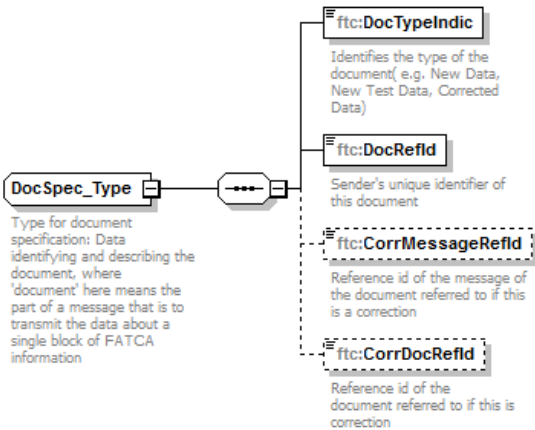 ftc:DocTypeIndic
Identifies the type of the
document( e.g. New Data,
New Test Data, Corrected
Data)
ftc:DocRefId
Sender's unique identifier of
this document
DocSpec_Type
Type for document
specification: Data
identifying and describing the
document, where
'document' here means the
part of a message that is to
transmit the data about a
single block of FATCA
information
ftc:CorrMessageRefId
Reference id of the message of
the document referred to if this
is a correction
ftc:CorrDocRefId
Reference id of the
document referred to if this is
correction